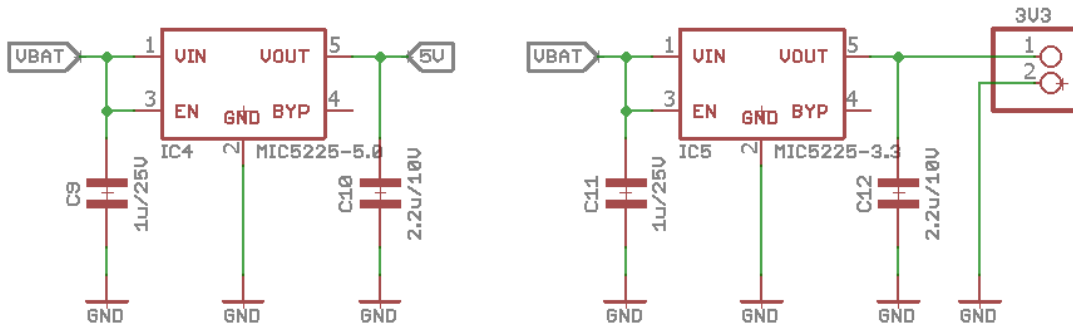 VBAT
1
VIN
VOUT
5
5V
3
EN
GND
BYP
4
2
IC4
MIC5225-5.0
C9
1u/25V
C10
2.2u/10V
GND
GND
GND
VBAT
1
VIN
VOUT
5
3
EN
GND
BYP
4
2
IC5
MIC5225-3.3
C11
1u/25V
C12
2.2u/10V
3V3
1
2
GND
GND
GND
GND